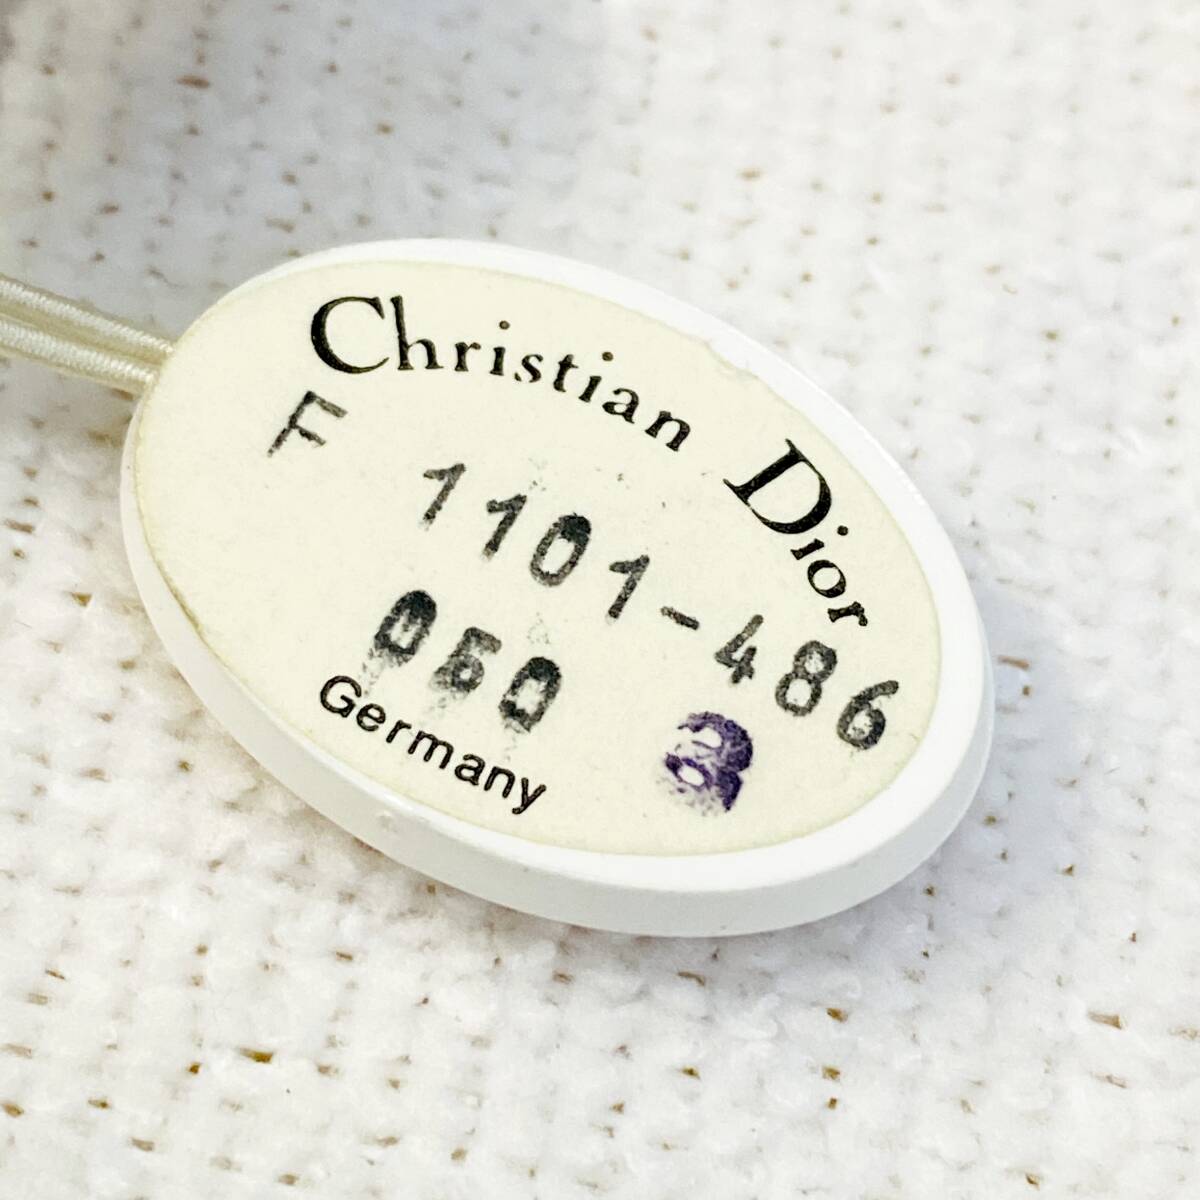 Christian Dior
F 1101-486
050
Germany